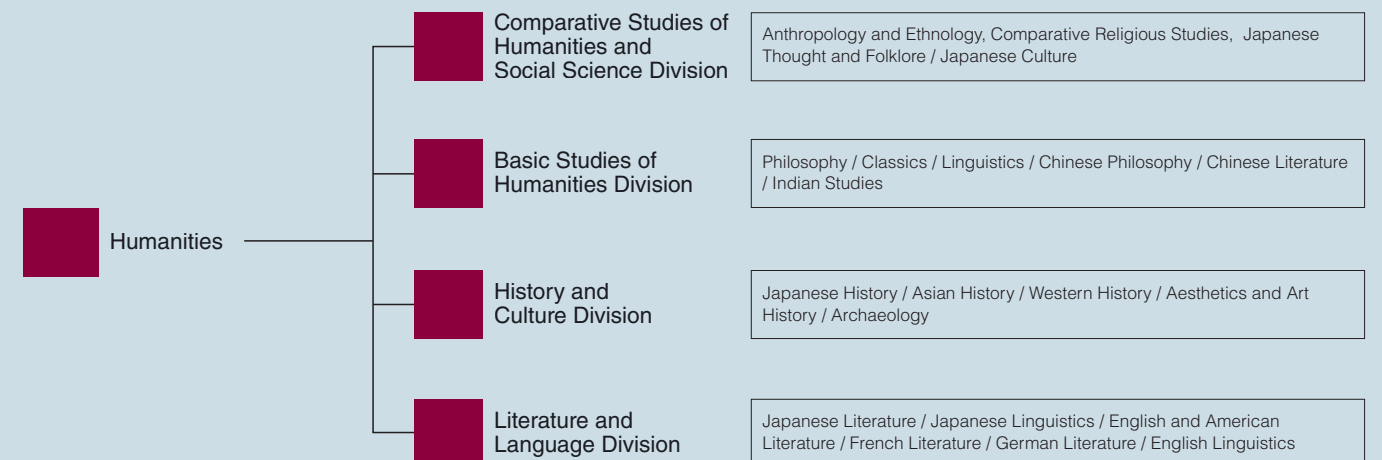 Comparative Studies of
Humanities and
Social Science Division
Anthropology and Ethnology, Comparative Religious Studies, Japanese
Thought and Folklore / Japanese Culture
Basic Studies of
Humanities Division
Philosophy / Classics / Linguistics / Chinese Philosophy / Chinese Literature
/ Indian Studies
Humanities
History and
Culture Division
Japanese History / Asian History / Western History / Aesthetics and Art
History / Archaeology
Literature and
Language Division
Japanese Literature / Japanese Linguistics / English and American
Literature / French Literature / German Literature / English Linguistics